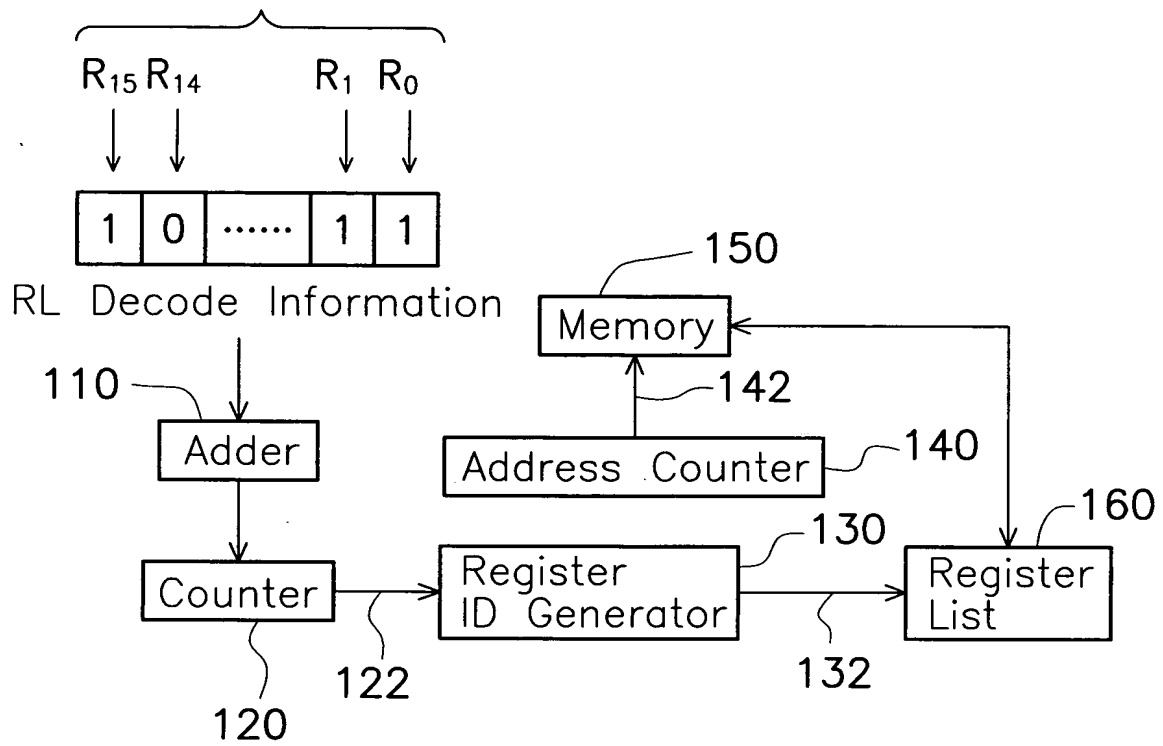 R15 R14 R1 R0
1 0 ...... 1 1
RL Decode Information
150
Memory
110
142
Adder
Address Counter
140
130
160
Counter
Register
ID Generator
Register
List
122
132
120